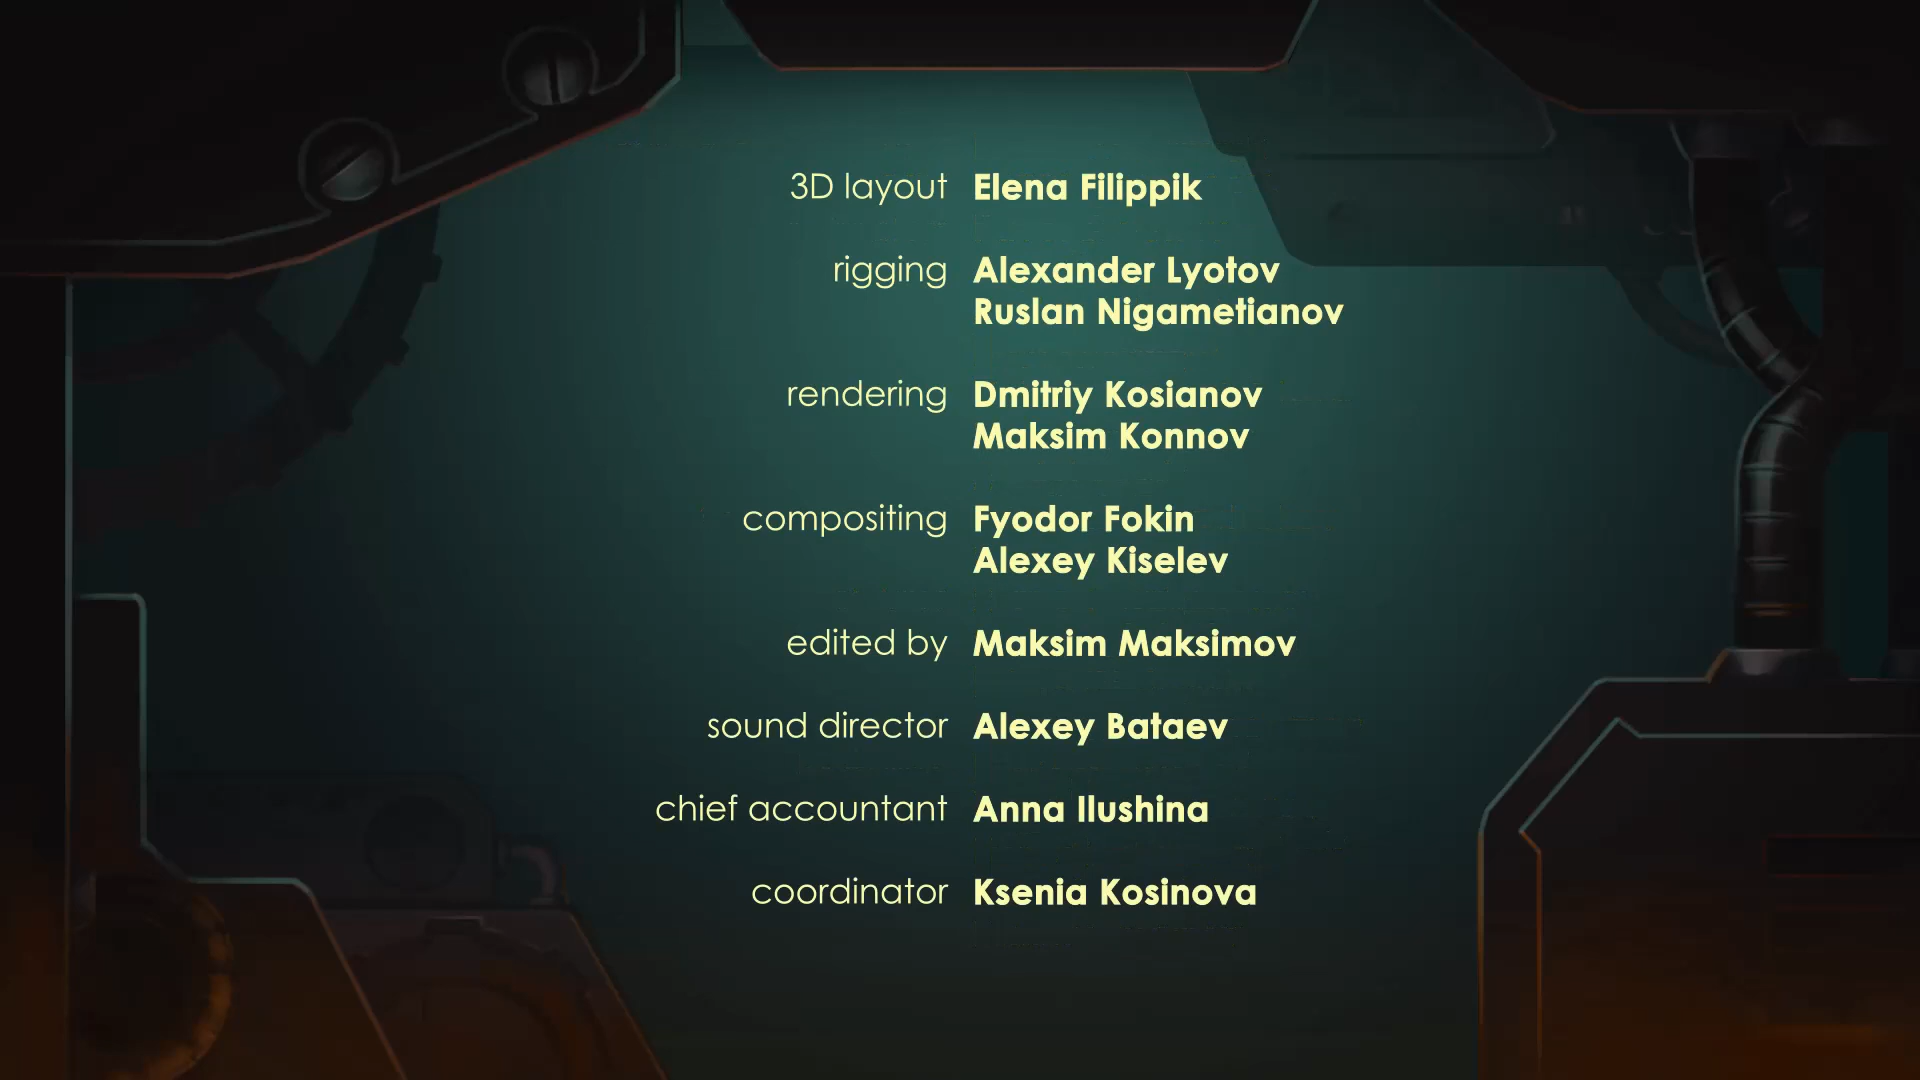 3D layout Elena Filippik
rigging Alexander Lyotov
Ruslan Nigametianov
rendering Dmitriy Kosianov
Maksim Konnov
compositing Fyodor Fokin
Alexey Kiselev
edited by Maksim Maksimov
sound director Alexey Bataev
chief accountant Anna Ilushina
coordinator Ksenia Kosinova